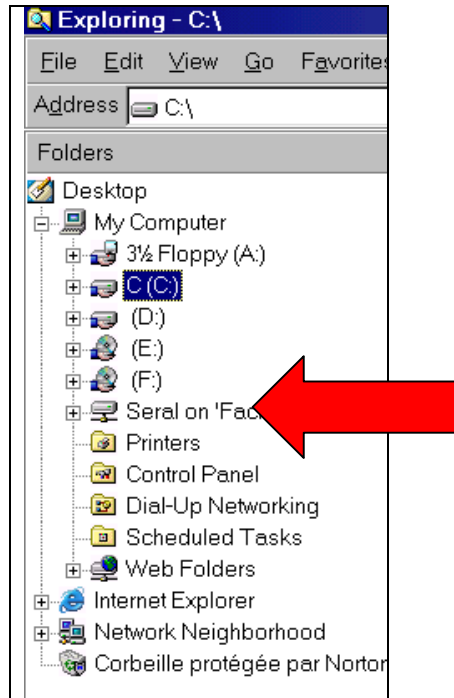 Exploring - C:\
File Edit View Go Favorites
Address C:\
Folders
Desktop
My Computer
3½ Floppy (A:)
C (C:)
(D:)
(E:)
(F:)
Seral on
Printers
Control Panel
Dial-Up Networking
Scheduled Tasks
Web Folders
Internet Explorer
Network Neighborhood
Corbeille protégée par Norton